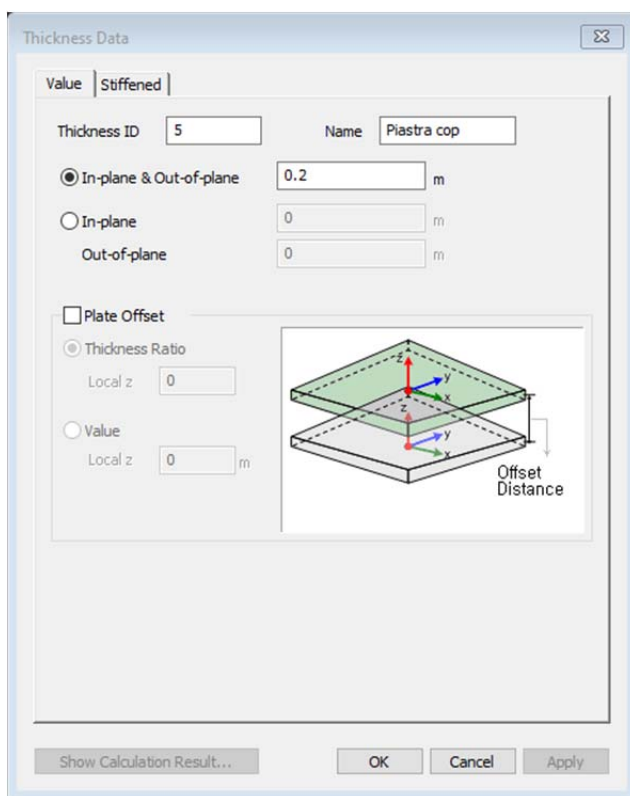 Thickness Data
Value Stiffened
Thickness ID 5 Name Piastra cop
In-plane & Out-of-plane 0.2 m
In-plane 0 m
Out-of-plane 0 m
Plate Offset
Thickness Ratio
Local z 0
Value
Local z 0 m
z
y
x
z
y
x
Offset
Distance
Show Calculation Result... OK Cancel Apply